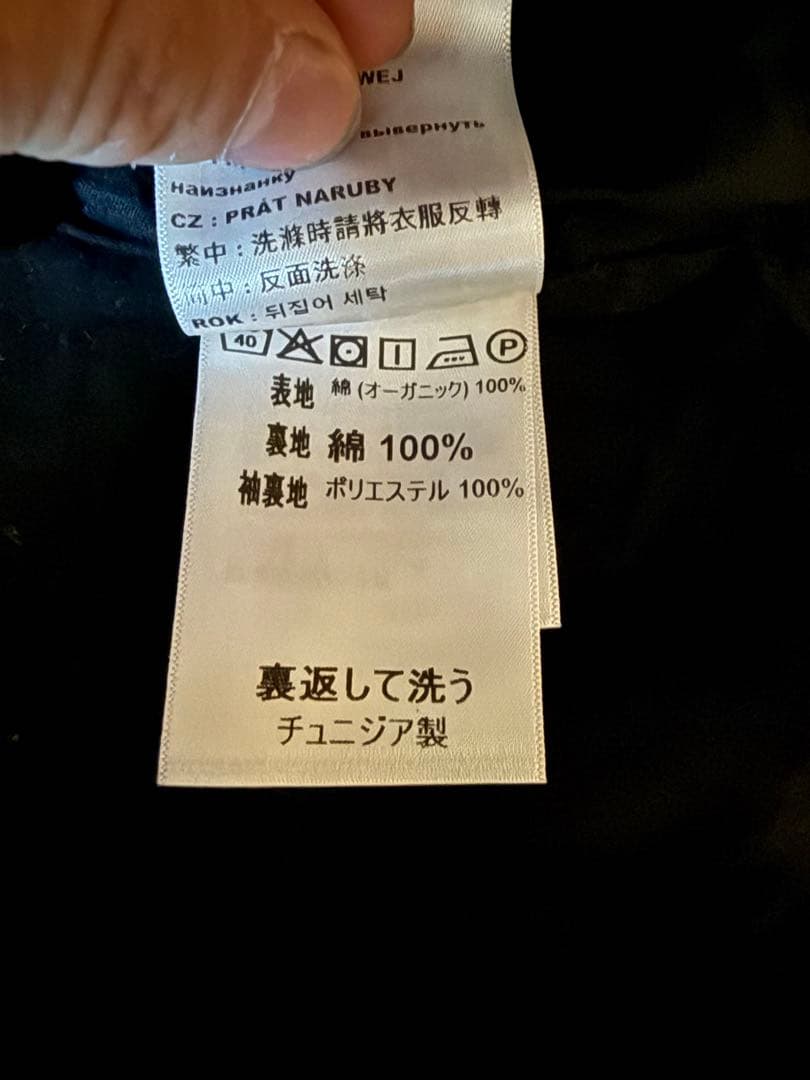 WEJ
вывернуть
наизнанку
CZ : PRÁT NARUBY
繁中 : 洗滌時請將衣服反轉
简中 : 反面洗涤
ROK : 뒤집어 세탁
40 P
表地 綿 (オーガニック) 100%
裏地 綿 100%
袖裏地 ポリエステル 100%
裏返して洗う
チュニジア製